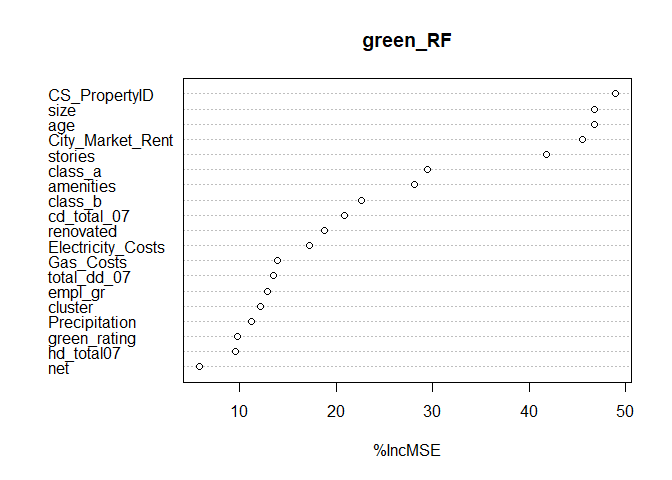 green_RF
CS_PropertyID
size
age
City_Market_Rent
stories
class_a
amenities
class_b
cd_total_07
renovated
Electricity_Costs
Gas_Costs
total_dd_07
empl_gr
cluster
Precipitation
green_rating
hd_total07
net
10 20 30 40 50
%IncMSE